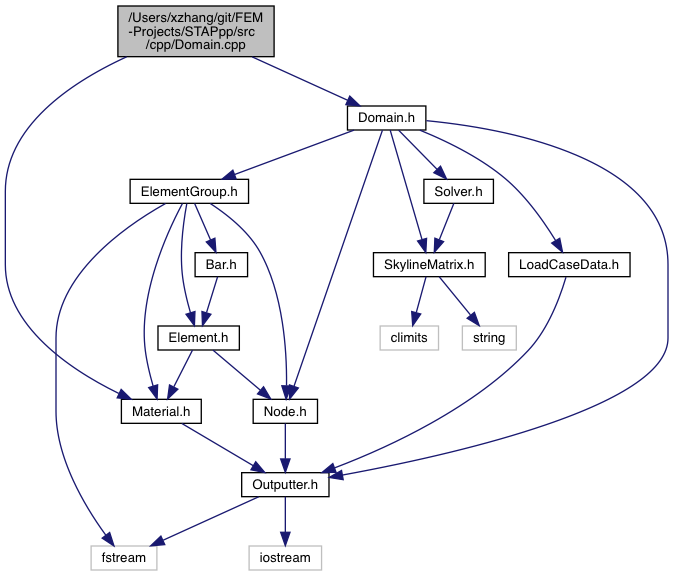 /Users/xzhang/git/FEM
-Projects/STAPpp/src
/cpp/Domain.cpp
Domain.h
ElementGroup.h
Solver.h
Bar.h
SkylineMatrix.h
LoadCaseData.h
Element.h
climits
string
Material.h
Node.h
Outputter.h
fstream
iostream